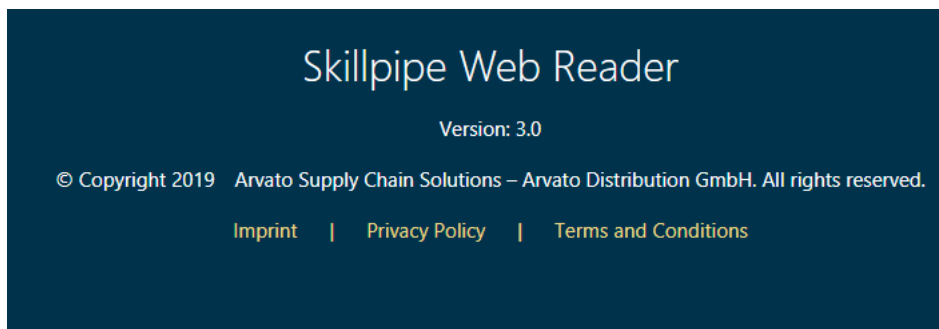 Skillpipe Web Reader
Version: 3.0
© Copyright 2019 Arvato Supply Chain Solutions – Arvato Distribution GmbH. All rights reserved.
Imprint | Privacy Policy | Terms and Conditions